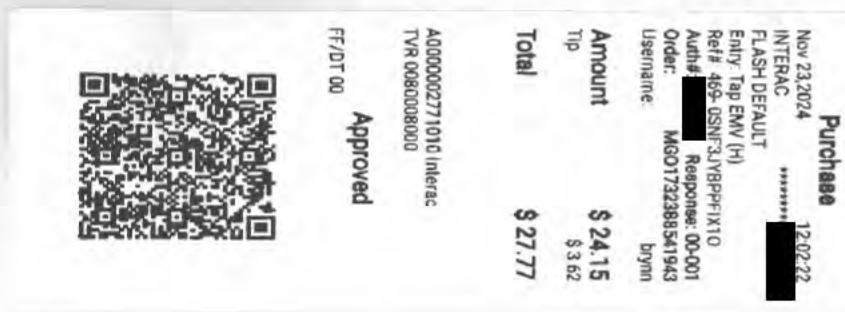 Purchase
Nov 23,2024 12:02:22
INTERAC ********
FLASH DEFAULT
Entry: Tap EMV (H)
Ref# 469- 0SNF3JYBPPFIX1O
Auth#: Response: 00-001
Order: MGO1732388541943
Username: brynn
Amount $ 24.15
Tip $ 3.62
Total $ 27.77
A0000002771010 Interac
TVR 0080008000
Approved
FF/DT 00